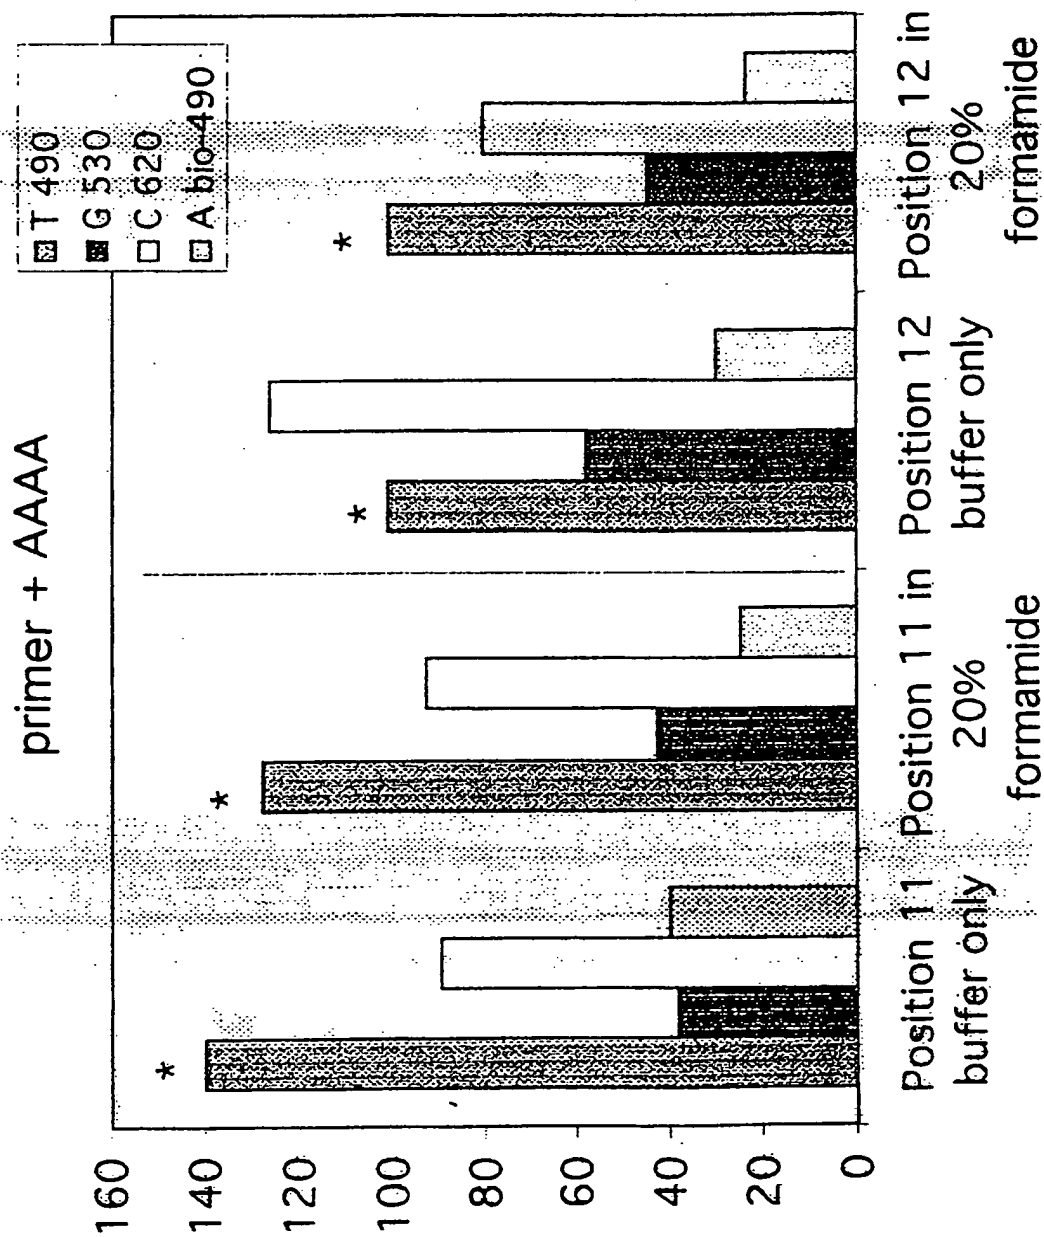 primer + AAAA
T 490
G 530
C 620
A bio-490
160
140
120
100
80
60
40
20
0
*
*
*
*
Position 11
buffer only
Position 11 in
20%
formamide
Position 12
buffer only
Position 12 in
20%
formamide